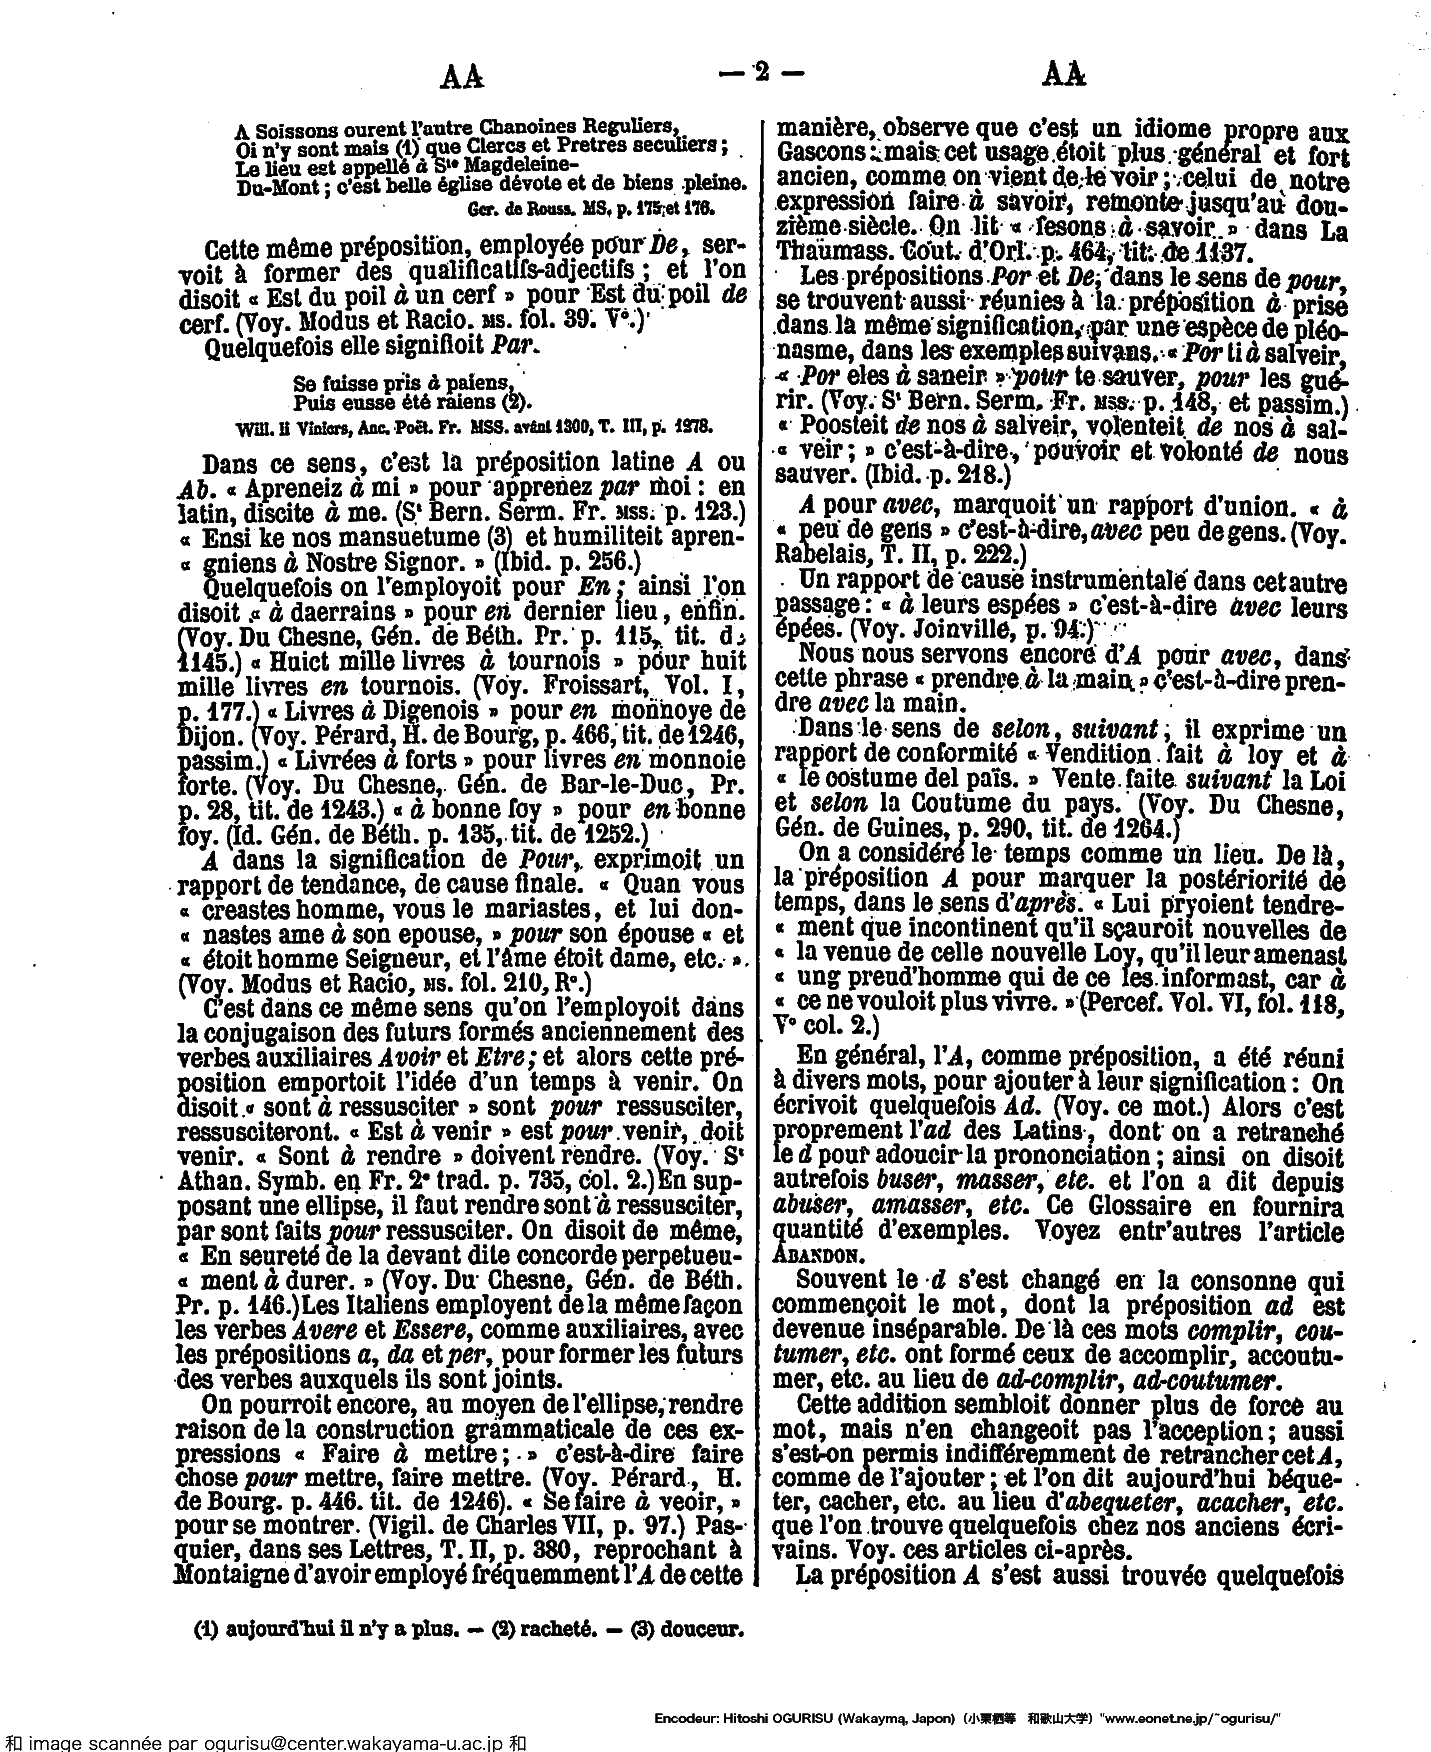 AA
— 2 —
AA
A Soissons ourent l'autre Chanoines Reguliers,
Oi n'y sont mais (1) que Clercs et Pretres seculiers ;
Le lieu est appellé à Ste Magdeleine-
Du-Mont ; c'est belle église dévote et de biens pleine.
Ger. de Rouss. MS. p. 175 et 176.
Cette même préposition, employée pour De, ser-
voit à former des qualificatifs-adjectifs ; et l'on
disoit « Est du poil à un cerf » pour Est du poil de
cerf. (Voy. Modus et Racio. MS. fol. 39. V°.)
Quelquefois elle signifioit Par.
Se fuisse pris à paiens,
Puis eusse été raiens (2).
Will. li Viniers, Anc. Poët. Fr. MSS. avant 1300, T. III, p. 1278.
Dans ce sens, c'est la préposition latine A ou
Ab. « Apreneiz à mi » pour apprenez par moi : en
latin, discite à me. (St Bern. Serm. Fr. MSS. p. 123.)
« Ensi ke nos mansuetume (3) et humiliteit apren-
« gniens à Nostre Signor. » (Ibid. p. 256.)
Quelquefois on l'employoit pour En ; ainsi l'on
disoit « à daerrains » pour en dernier lieu, enfin.
(Voy. Du Chesne, Gén. de Béth. Pr. p. 115, tit. de
1145.) « Huict mille livres à tournois » pour huit
mille livres en tournois. (Voy. Froissart, Vol. I,
p. 177.) « Livres à Digenois » pour en monnoye de
Dijon. (Voy. Pérard, H. de Bourg, p. 466, tit. de 1246,
passim.) « Livrées à forts » pour livres en monnoie
forte. (Voy. Du Chesne, Gén. de Bar-le-Duc, Pr.
p. 28, tit. de 1243.) « à bonne foy » pour en bonne
foy. (Id. Gén. de Béth. p. 135, tit. de 1252.)
A dans la signification de Pour, exprimoit un
rapport de tendance, de cause finale. « Quan vous
« creastes homme, vous le mariastes, et lui don-
« nastes ame à son epouse, » pour son épouse « et
« étoit homme Seigneur, et l'âme étoit dame, etc. ».
(Voy. Modus et Racio, MS. fol. 210, R°.)
C'est dans ce même sens qu'on l'employoit dans
la conjugaison des futurs formés anciennement des
verbes auxiliaires Avoir et Etre ; et alors cette pré-
position emportoit l'idée d'un temps à venir. On
disoit « sont à ressusciter » sont pour ressusciter,
ressusciteront. « Est à venir » est pour venir, doit
venir. « Sont à rendre » doivent rendre. (Voy. St
Athan. Symb. en Fr. 2e trad. p. 735, col. 2.) En sup-
posant une ellipse, il faut rendre sont à ressusciter,
par sont faits pour ressusciter. On disoit de même,
« En seureté de la devant dite concorde perpetueu-
« ment à durer. » (Voy. Du Chesne, Gén. de Béth.
Pr. p. 146.) Les Italiens employent de la même façon
les verbes Avere et Essere, comme auxiliaires, avec
les prépositions a, da et per, pour former les futurs
des verbes auxquels ils sont joints.
On pourroit encore, au moyen de l'ellipse, rendre
raison de la construction grammaticale de ces ex-
pressions « Faire à mettre ; » c'est-à-dire faire
chose pour mettre, faire mettre. (Voy. Pérard, H.
de Bourg. p. 446. tit. de 1246). « Se faire à veoir, »
pour se montrer. (Vigil. de Charles VII, p. 97.) Pas-
quier, dans ses Lettres, T. II, p. 380, reprochant à
Montaigne d'avoir employé fréquemment l'A de cette
manière, observe que c'est un idiome propre aux
Gascons : mais cet usage étoit plus général et fort
ancien, comme on vient de le voir ; celui de notre
expression faire à savoir, remonte jusqu'au dou-
zième siècle. On lit « fesons à savoir » dans La
Thaumass. Cout. d'Orl. p. 464, tit. de 1137.
Les prépositions Por et De, dans le sens de pour,
se trouvent aussi réunies à la préposition à prise
dans la même signification, par une espèce de pléo-
nasme, dans les exemples suivans. « Por ti à salveir,
« Por eles à saneir » pour te sauver, pour les gué-
rir. (Voy. St Bern. Serm. Fr. MSS. p. 148, et passim.)
« Poosteit de nos à salveir, volenteit de nos à sal-
« veir ; » c'est-à-dire, pouvoir et volonté de nous
sauver. (Ibid. p. 218.)
A pour avec, marquoit un rapport d'union. « à
« peu de gens » c'est-à-dire, avec peu de gens. (Voy.
Rabelais, T. II, p. 222.)
Un rapport de cause instrumentale dans cet autre
passage : « à leurs espées » c'est-à-dire avec leurs
épées. (Voy. Joinville, p. 94.)
Nous nous servons encore d'A pour avec, dans
cette phrase « prendre à la main » c'est-à-dire pren-
dre avec la main.
Dans le sens de selon, suivant ; il exprime un
rapport de conformité « Vendition fait à loy et à
« le costume del païs. » Vente faite suivant la Loi
et selon la Coutume du pays. (Voy. Du Chesne,
Gén. de Guines, p. 290, tit. de 1264.)
On a considéré le temps comme un lieu. De là,
la préposition A pour marquer la postériorité de
temps, dans le sens d'après. « Lui pryoient tendre-
« ment que incontinent qu'il sçauroit nouvelles de
« la venue de celle nouvelle Loy, qu'il leur amenast
« ung preud'homme qui de ce les informast, car à
« ce ne vouloit plus vivre. » (Percef. Vol. VI, fol. 118,
V° col. 2.)
En général, l'A, comme préposition, a été réuni
à divers mots, pour ajouter à leur signification : On
écrivoit quelquefois Ad. (Voy. ce mot.) Alors c'est
proprement l'ad des Latins, dont on a retranché
le d pour adoucir la prononciation ; ainsi on disoit
autrefois buser, masser, etc. et l'on a dit depuis
abuser, amasser, etc. Ce Glossaire en fournira
quantité d'exemples. Voyez entr'autres l'article
ABANDON.
Souvent le d s'est changé en la consonne qui
commençoit le mot, dont la préposition ad est
devenue inséparable. De là ces mots complir, cou-
tumer, etc. ont formé ceux de accomplir, accoutu-
mer, etc. au lieu de ad-complir, ad-coutumer.
Cette addition sembloit donner plus de force au
mot, mais n'en changeoit pas l'acception ; aussi
s'est-on permis indifféremment de retrancher cet A,
comme de l'ajouter ; et l'on dit aujourd'hui béque-
ter, cacher, etc. au lieu d'abequeter, acacher, etc.
que l'on trouve quelquefois chez nos anciens écri-
vains. Voy. ces articles ci-après.
La préposition A s'est aussi trouvée quelquefois
(1) aujourd'hui il n'y a plus. — (2) racheté. — (3) douceur.
Encodeur: Hitoshi OGURISU (Wakayma, Japon) (小栗栖等 和歌山大学) "www.eonet.ne.jp/~ogurisu/"
和 image scannée par ogurisu@center.wakayama-u.ac.jp 和